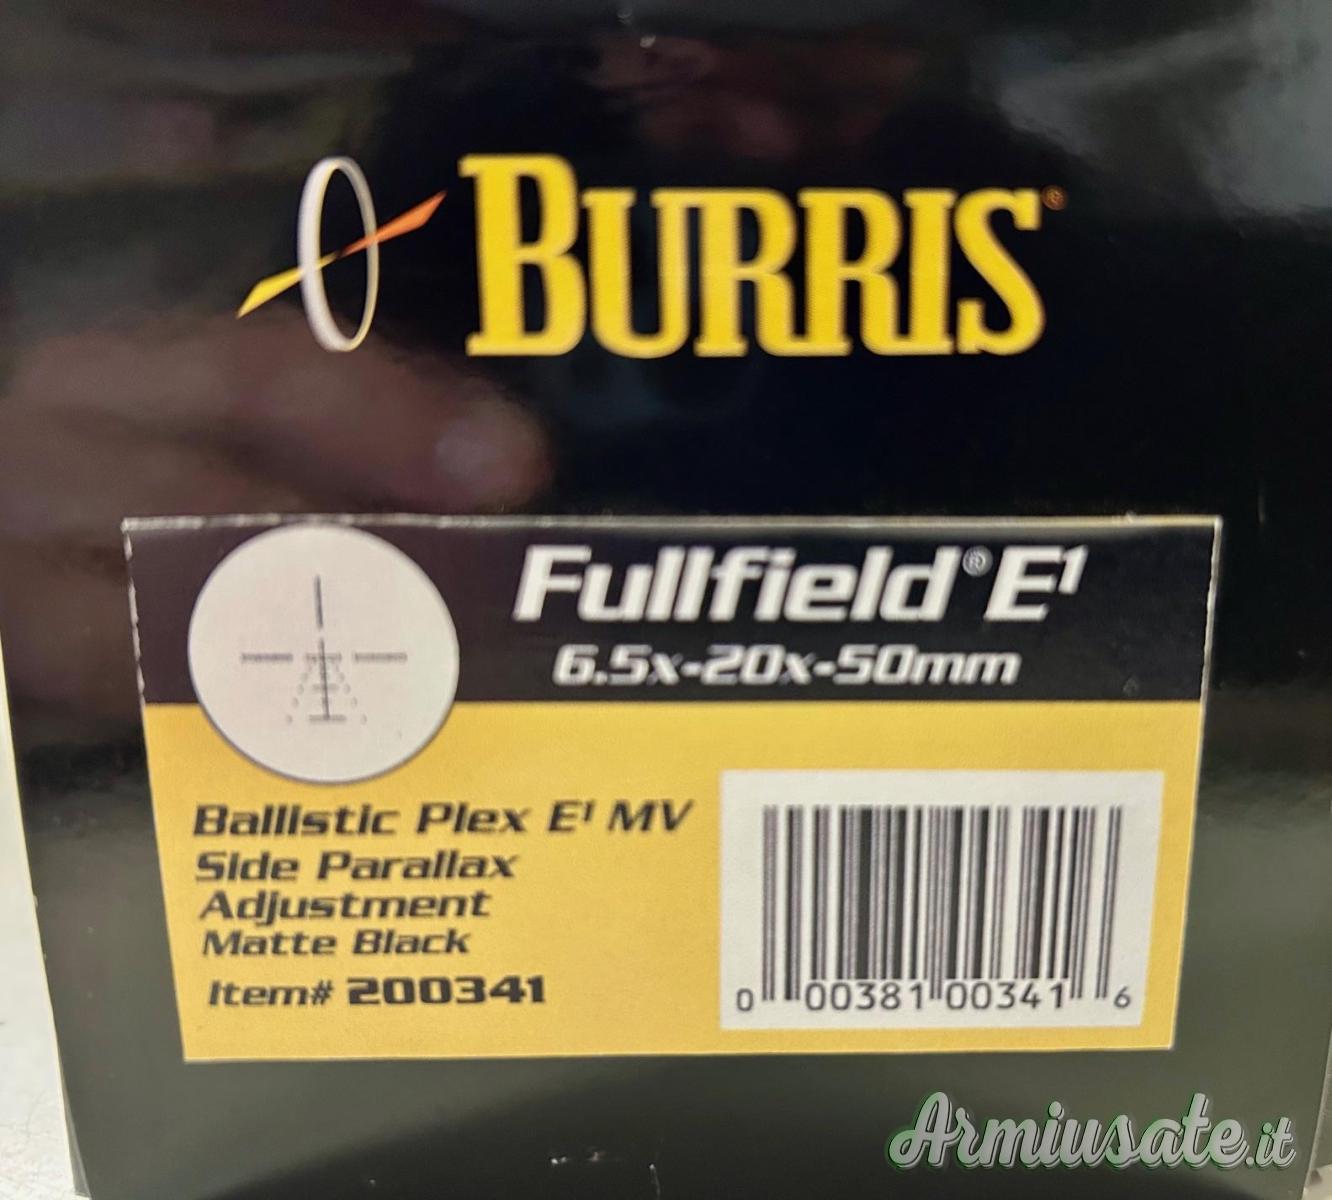 BURRIS®
Fullfield® E1
6.5x-20x-50mm
Ballistic Plex E1 MV
Side Parallax
Adjustment
Matte Black
Item# 200341
0 00381 00341 6
Armiusate.it